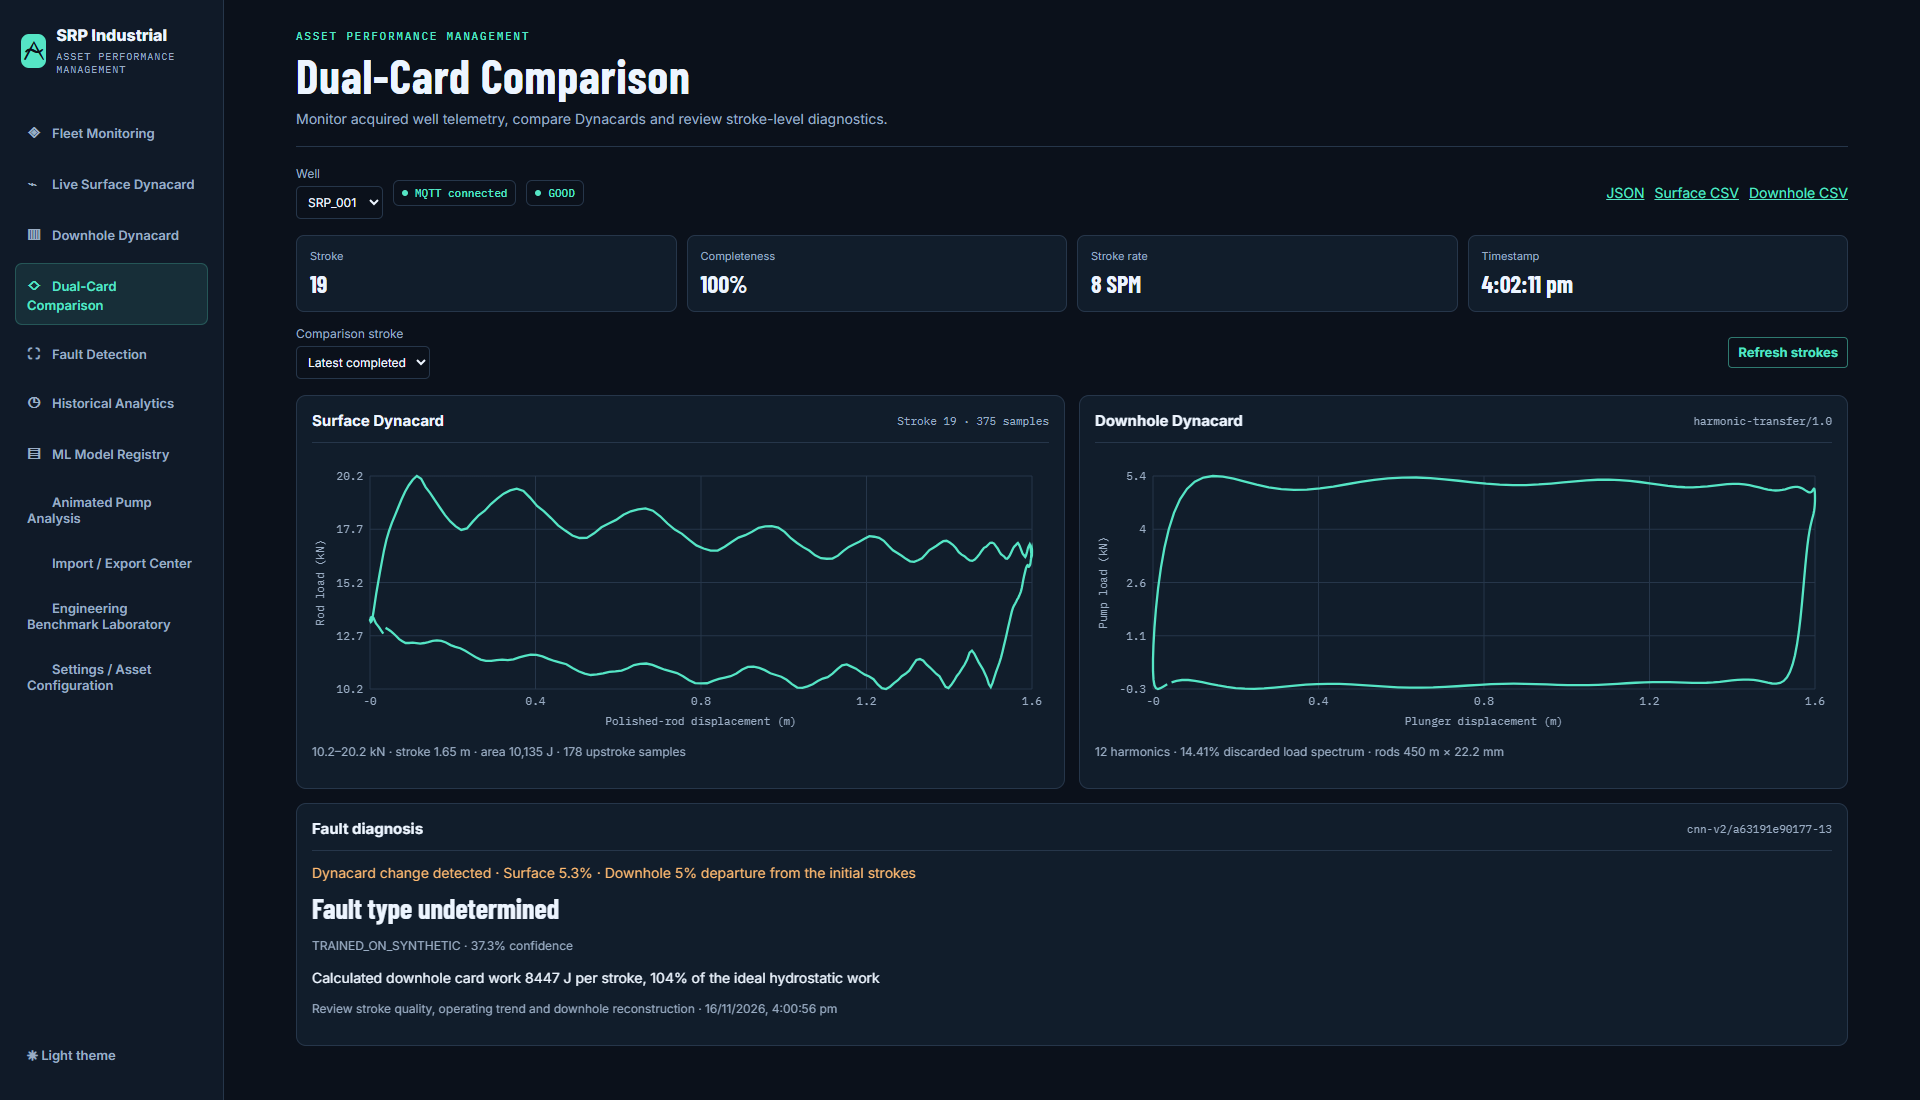 SRP Industrial
ASSET PERFORMANCE
MANAGEMENT
Fleet Monitoring
Live Surface Dynacard
Downhole Dynacard
Dual-Card
Comparison
Fault Detection
Historical Analytics
ML Model Registry
Animated Pump
Analysis
Import / Export Center
Engineering
Benchmark Laboratory
Settings / Asset
Configuration
Light theme
ASSET PERFORMANCE MANAGEMENT
Dual-Card Comparison
Monitor acquired well telemetry, compare Dynacards and review stroke-level diagnostics.
Well
SRP_001
MQTT connected
GOOD
JSON
Surface CSV
Downhole CSV
Stroke
19
Completeness
100%
Stroke rate
8 SPM
Timestamp
4:02:11 pm
Comparison stroke
Latest completed
Refresh strokes
Surface Dynacard
Stroke 19 · 375 samples
20.2
17.7
15.2
12.7
10.2
Rod load (kN)
-0
0.4
0.8
1.2
1.6
Polished-rod displacement (m)
10.2–20.2 kN · stroke 1.65 m · area 10,135 J · 178 upstroke samples
Downhole Dynacard
harmonic-transfer/1.0
5.4
4
2.6
1.1
-0.3
Pump load (kN)
-0
0.4
0.8
1.2
1.6
Plunger displacement (m)
12 harmonics · 14.41% discarded load spectrum · rods 450 m × 22.2 mm
Fault diagnosis
cnn-v2/a63191e90177-13
Dynacard change detected · Surface 5.3% · Downhole 5% departure from the initial strokes
Fault type undetermined
TRAINED_ON_SYNTHETIC · 37.3% confidence
Calculated downhole card work 8447 J per stroke, 104% of the ideal hydrostatic work
Review stroke quality, operating trend and downhole reconstruction · 16/11/2026, 4:00:56 pm